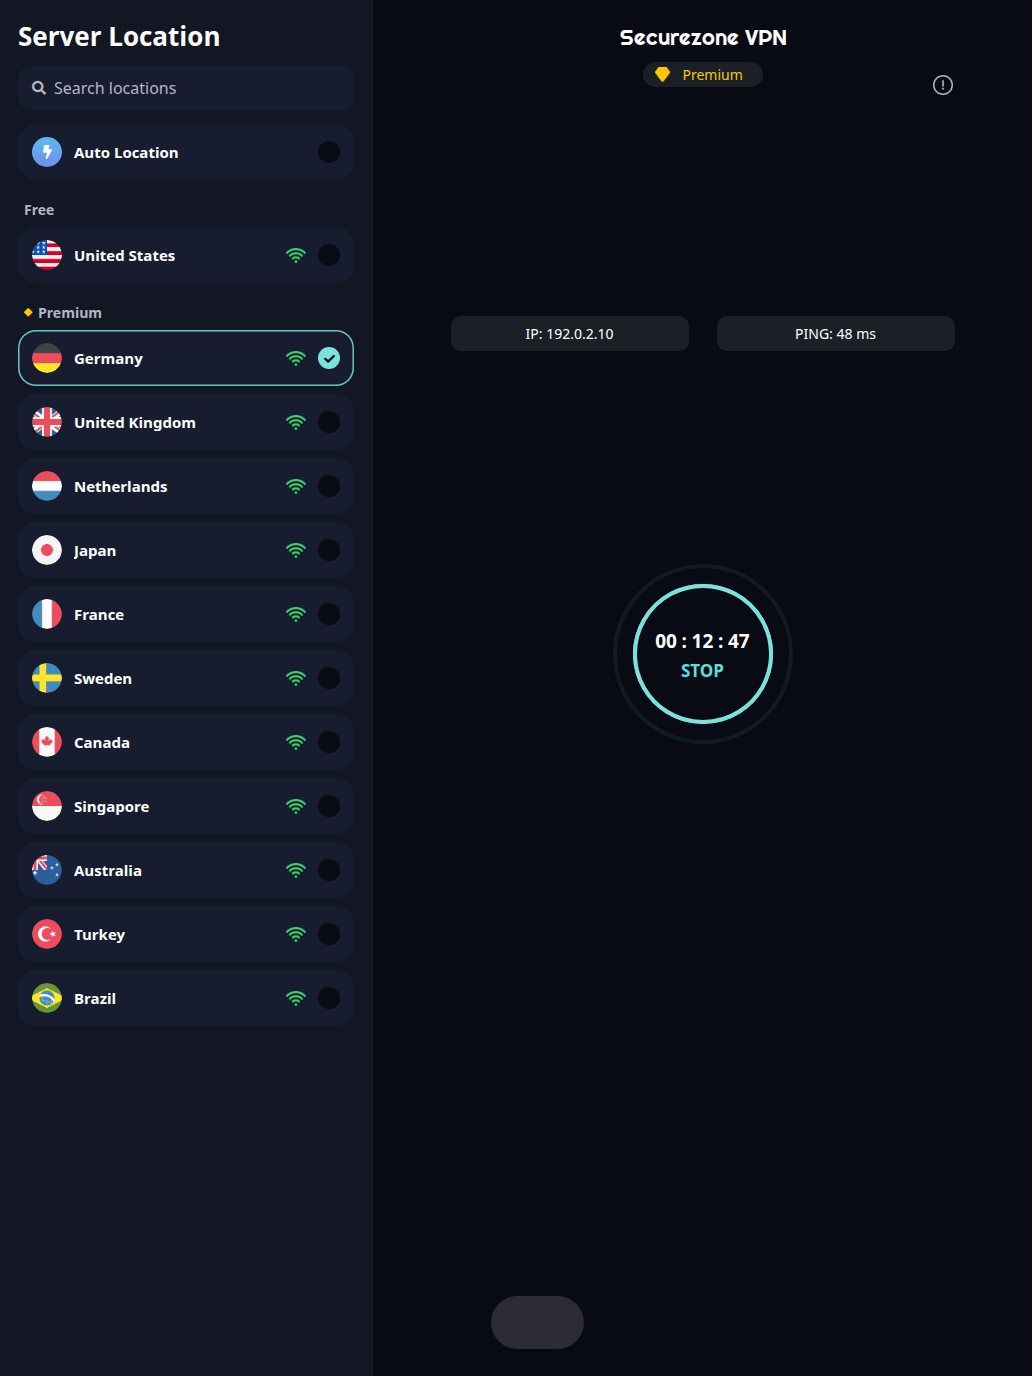 Server Location
Search locations
Auto Location
Free
United States
Premium
Germany
United Kingdom
Netherlands
Japan
France
Sweden
Canada
Singapore
Australia
Turkey
Brazil
Securezone VPN
Premium
IP: 192.0.2.10
PING: 48 ms
00 : 12 : 47
STOP